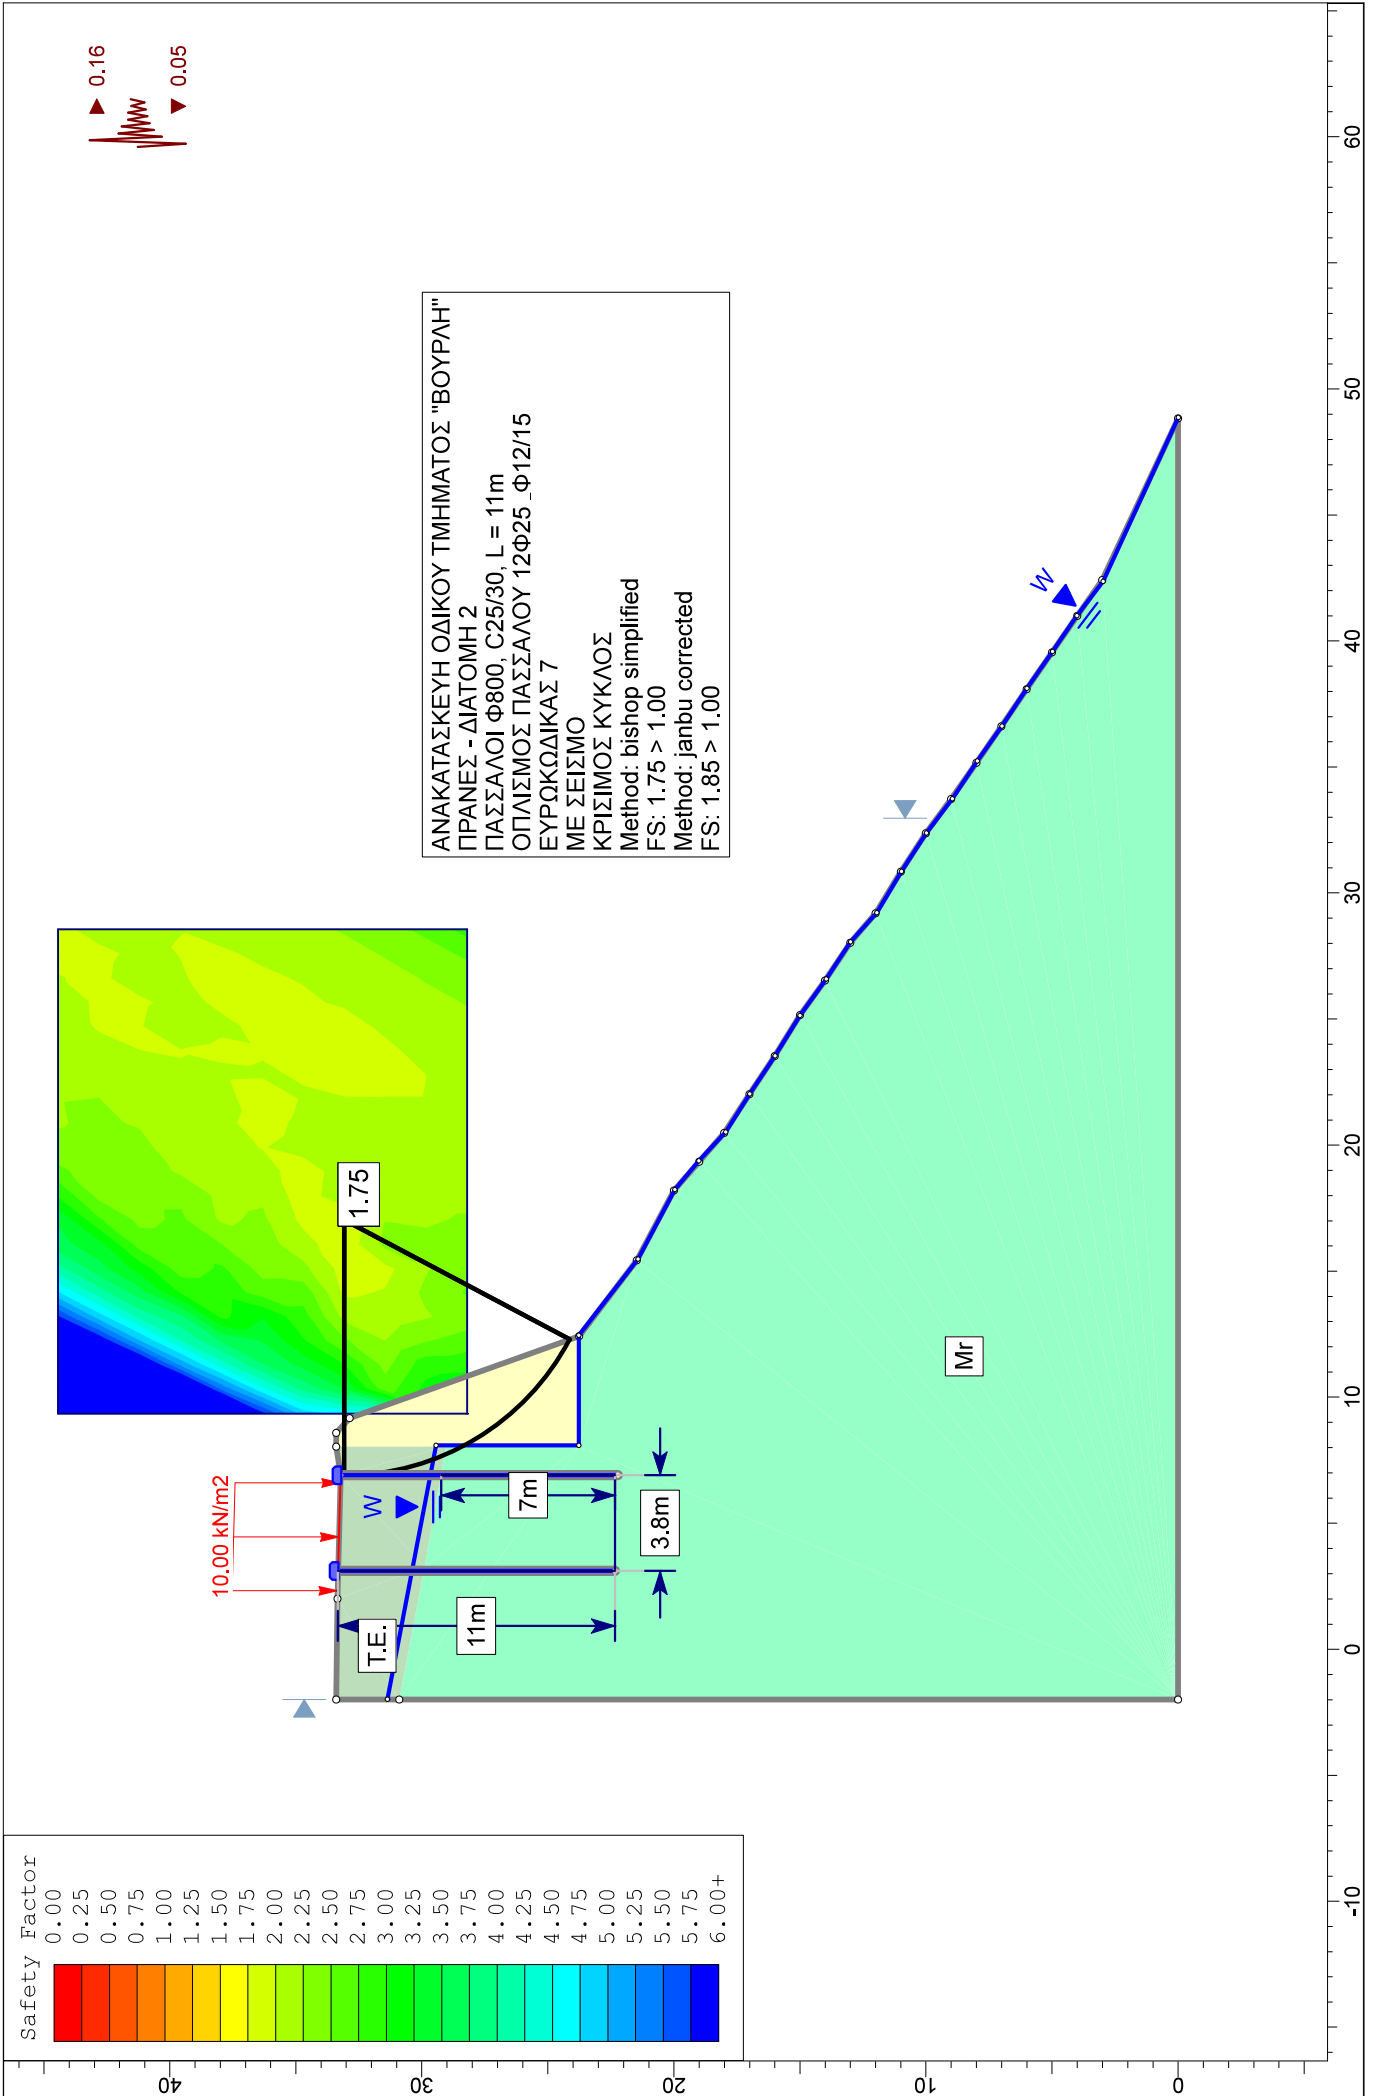 Safety Factor
0.00
0.25
0.50
0.75
1.00
1.25
1.50
1.75
2.00
2.25
2.50
2.75
3.00
3.25
3.50
3.75
4.00
4.25
4.50
4.75
5.00
5.25
5.50
5.75
6.00+
0.16
0.05
ΑΝΑΚΑΤΑΣΚΕΥΗ ΟΔΙΚΟΥ ΤΜΗΜΑΤΟΣ "ΒΟΥΡΛΗ"
ΠΡΑΝΕΣ - ΔΙΑΤΟΜΗ 2
ΠΑΣΣΑΛΟΙ Φ800, C25/30, L = 11m
ΟΠΛΙΣΜΟΣ ΠΑΣΣΑΛΟΥ 12Φ25_Φ12/15
ΕΥΡΩΚΩΔΙΚΑΣ 7
ΜΕ ΣΕΙΣΜΟ
ΚΡΙΣΙΜΟΣ ΚΥΚΛΟΣ
Method: bishop simplified
FS: 1.75 > 1.00
Method: janbu corrected
FS: 1.85 > 1.00
1.75
10.00 kN/m2
W
W
T.E.
11m
7m
3.8m
Mr
40
30
20
10
0
-10
0
10
20
30
40
50
60